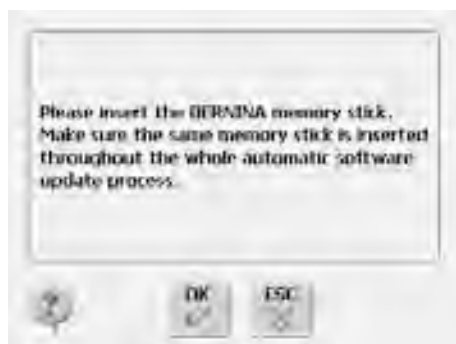 Please insert the BERNINA memory stick.
Make sure the same memory stick is inserted
throughout the whole automatic software
update process.
?
OK ESC